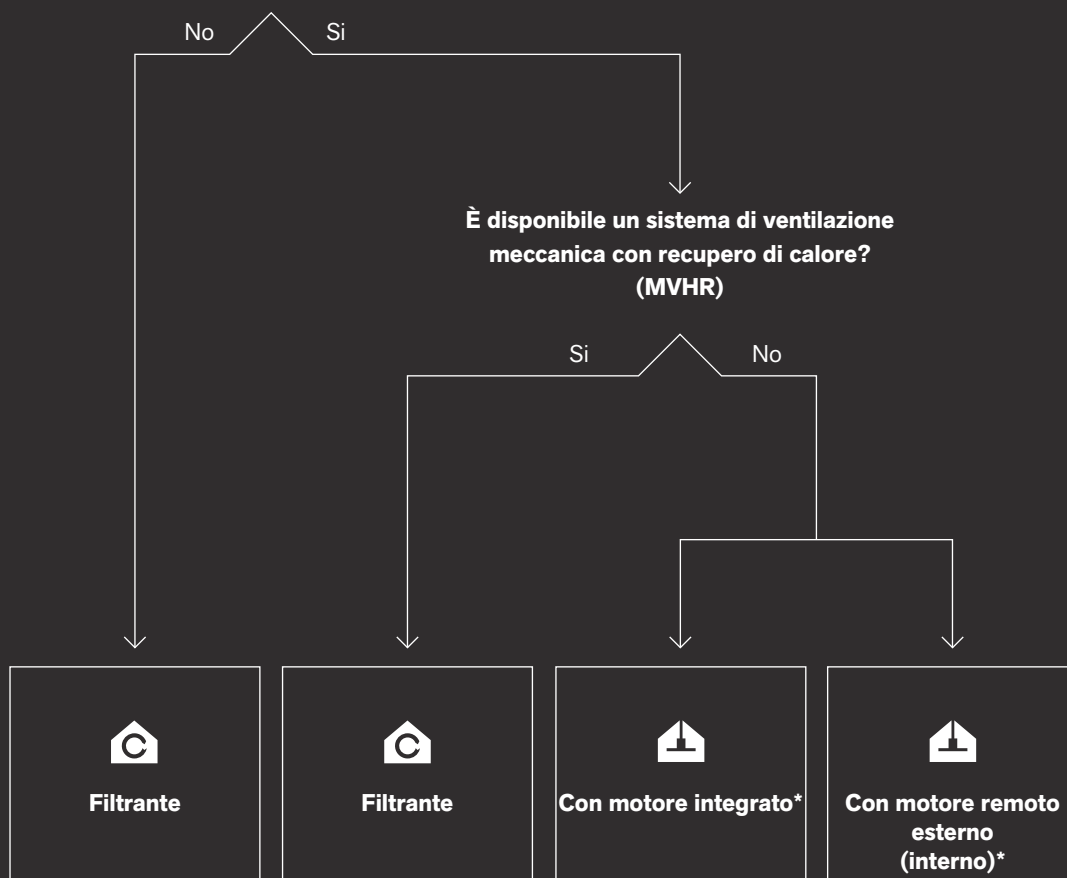 No
Si
È disponibile un sistema di ventilazione
meccanica con recupero di calore?
(MVHR)
Si
No
Filtrante
Filtrante
Con motore integrato*
Con motore remoto
esterno
(interno)*